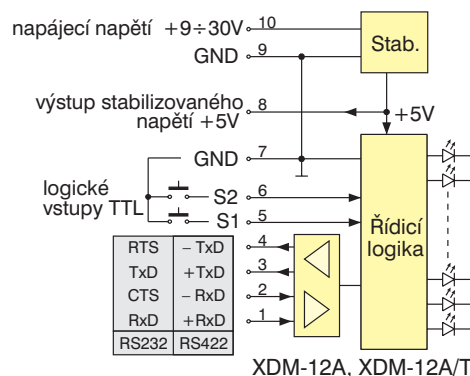 napájecí napětí +9÷30V 10
GND 9
Stab.
výstup stabilizovaného
napětí +5V 8
+5V
GND 7
logické
vstupy TTL
S2 6
S1 5
Řídicí
logika
RTS − TxD 4
TxD +TxD 3
CTS − RxD 2
RxD +RxD 1
RS232 RS422
XDM-12A, XDM-12A/T